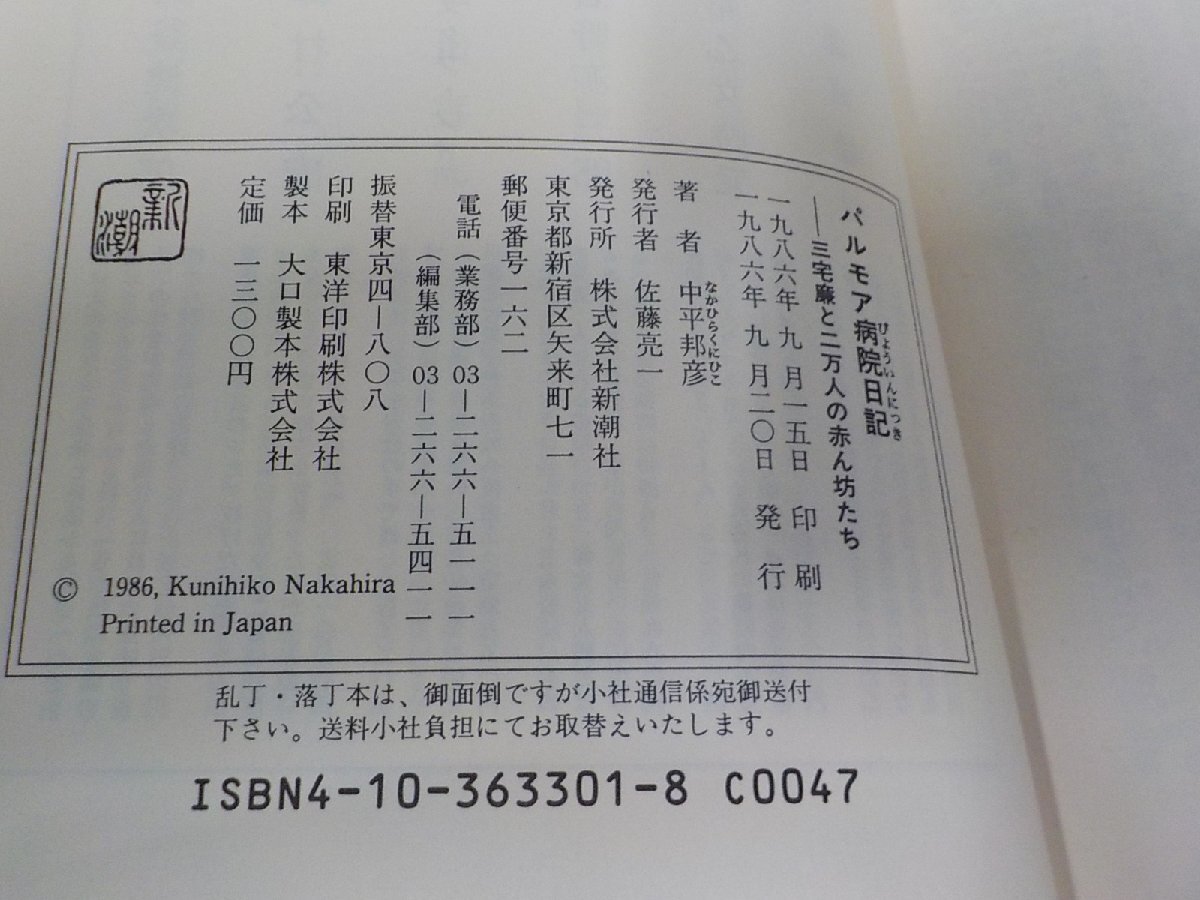 パルモア病院日記
びょういんにっき
――三宅廉と二万人の赤ん坊たち
一九八六年 九 月一五日 印 刷
一九八六年 九 月二〇日 発 行
著 者 中平邦彦
なかひらくにひこ
発行者 佐藤亮一
発行所 株式会社新潮社
東京都新宿区矢来町七一
郵便番号一六二
電話(業務部)03―二六六―五一一一
(編集部)03―二六六―五四一一
振替東京四―八〇八
印刷 東洋印刷株式会社
製本 大口製本株式会社
定価 一三〇〇円
新潮
© 1986, Kunihiko Nakahira
Printed in Japan
乱丁・落丁本は、御面倒ですが小社通信係宛御送付
下さい。送料小社負担にてお取替えいたします。
ISBN4-10-363301-8 C0047